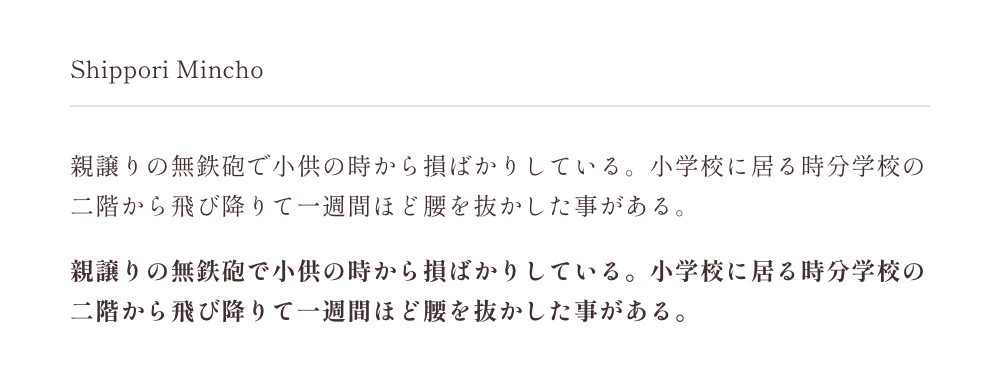 Shippori Mincho
親譲りの無鉄砲で小供の時から損ばかりしている。小学校に居る時分学校の
二階から飛び降りて一週間ほど腰を抜かした事がある。
親譲りの無鉄砲で小供の時から損ばかりしている。小学校に居る時分学校の
二階から飛び降りて一週間ほど腰を抜かした事がある。